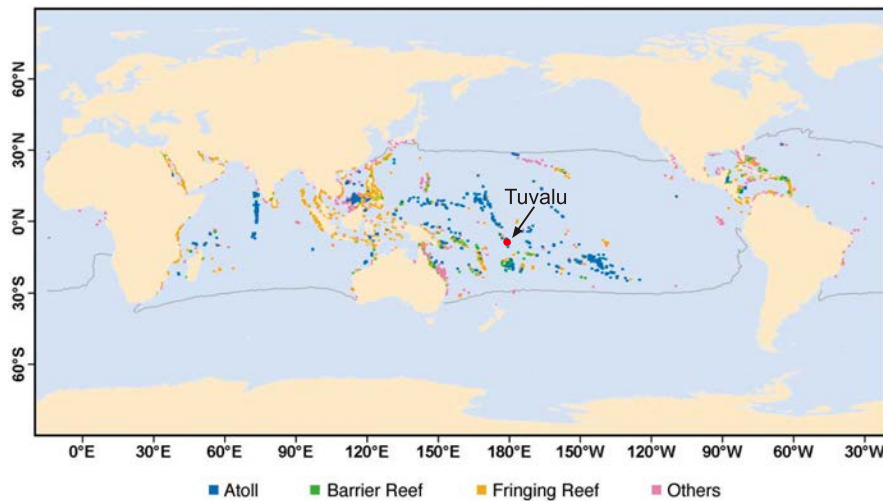 Tuvalu
60°N
30°N
0°N
30°S
60°S
0°E 30°E 60°E 90°E 120°E 150°E 180°E 150°W 120°W 90°W 60°W 30°W
Atoll Barrier Reef Fringing Reef Others